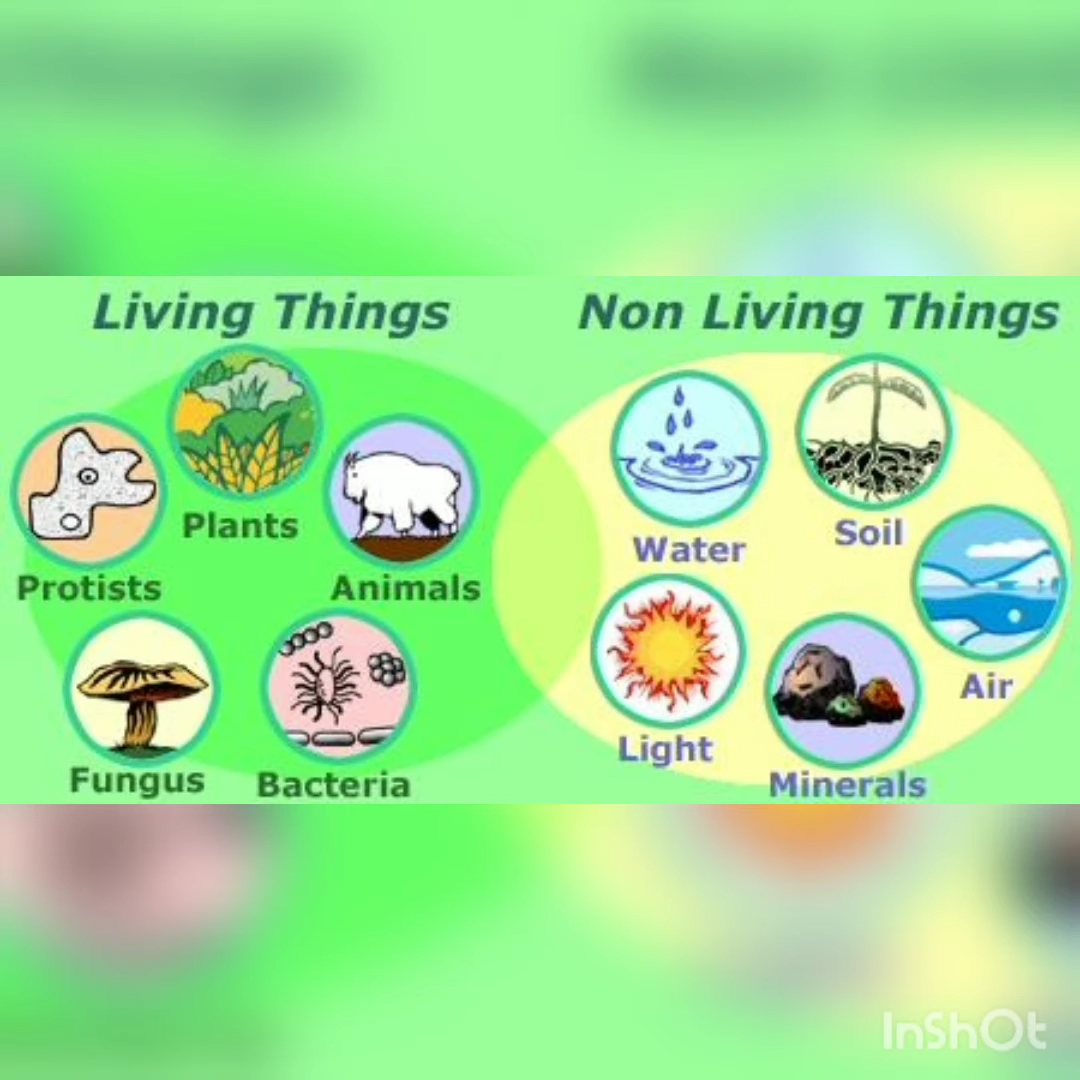 Living Things
Non Living Things
Protists
Plants
Animals
Fungus
Bacteria
Water
Soil
Light
Minerals
Air
InShOt